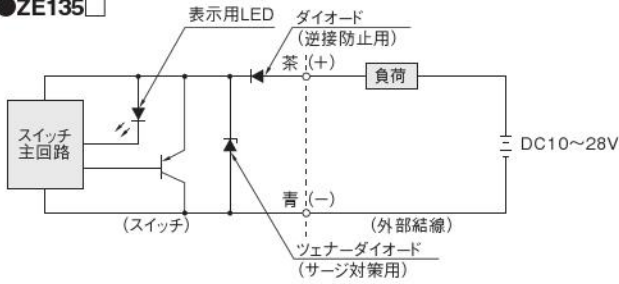 ●ZE135□
表示用LED
ダイオード
(逆接防止用)
茶 (+)
負荷
スイッチ
主回路
DC10～28V
青 (−)
(スイッチ)
(外部結線)
ツェナーダイオード
(サージ対策用)